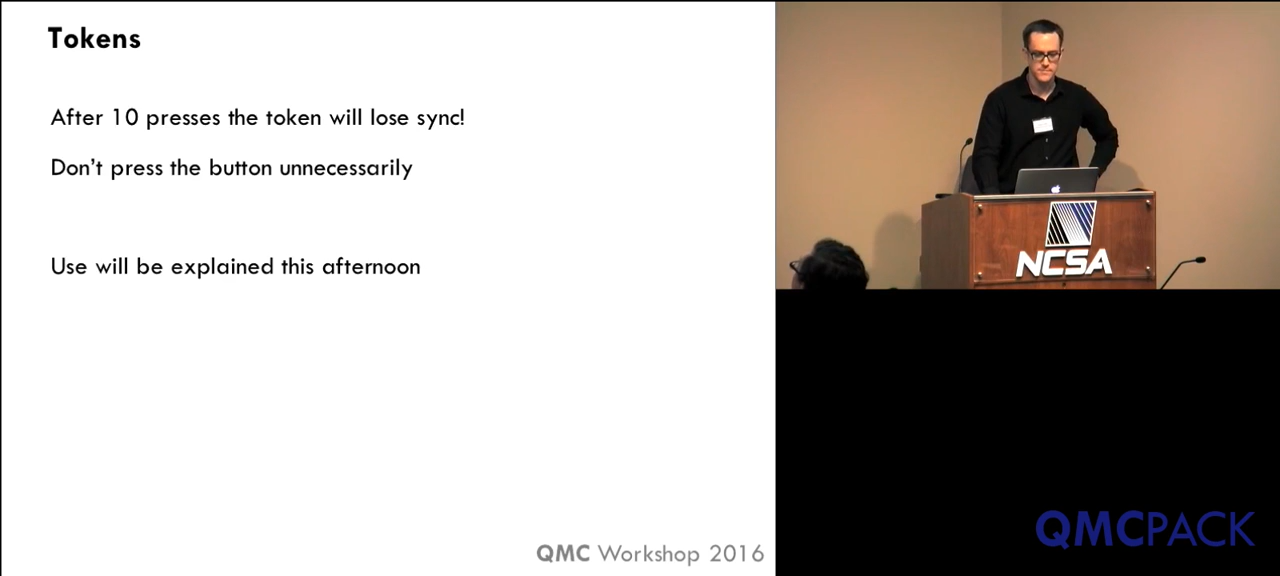 Tokens
After 10 presses the token will lose sync!
Don't press the button unnecessarily
Use will be explained this afternoon
QMC Workshop 2016
NCSA
QMCPACK